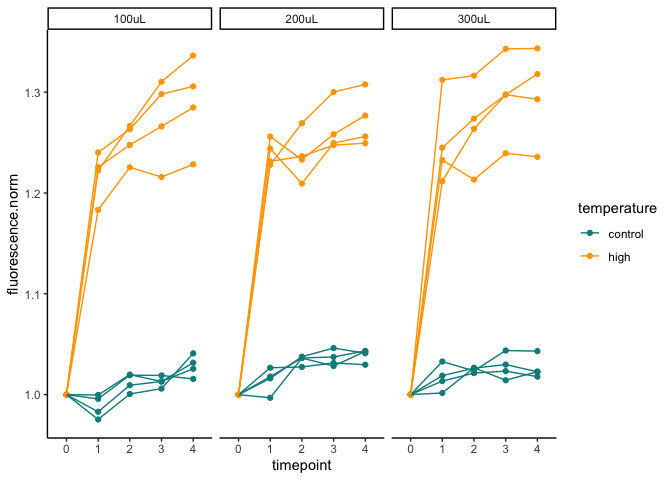 100uL 200uL 300uL
fluorescence.norm
1.3
1.2
1.1
1.0
0 1 2 3 4 0 1 2 3 4 0 1 2 3 4
timepoint
temperature
control
high